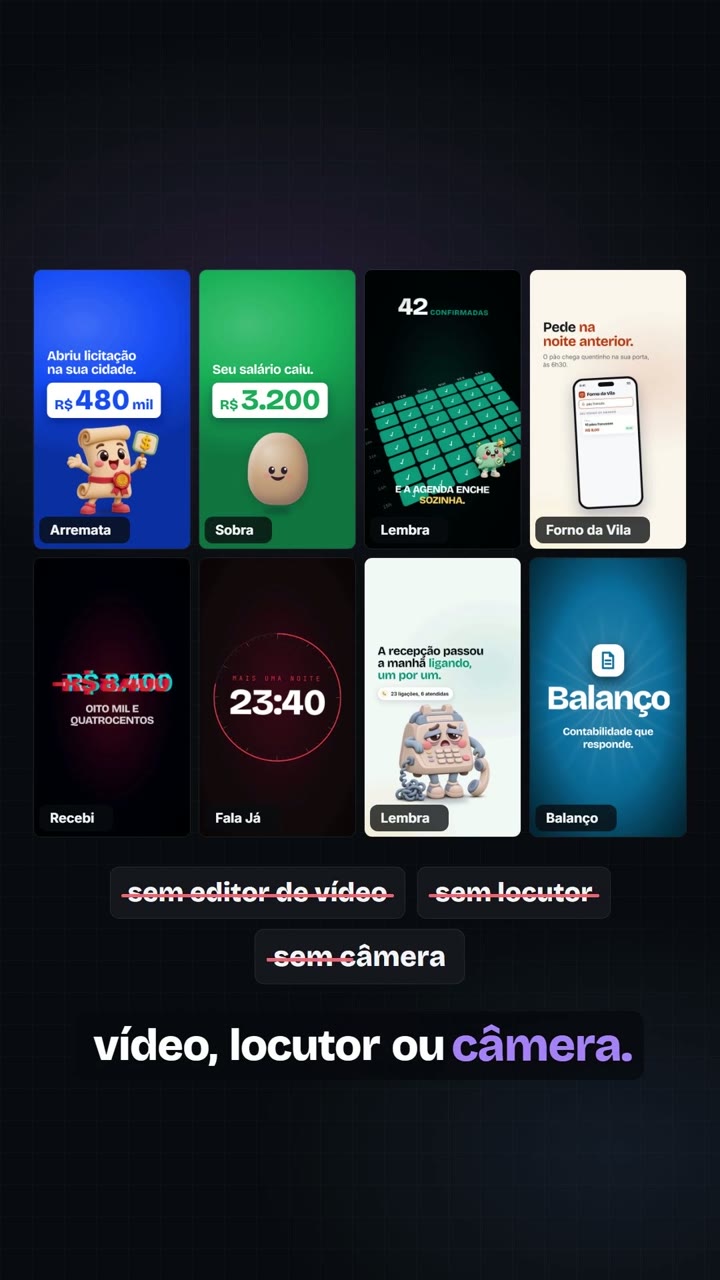 Abriu licitação
na sua cidade.
R$ 480 mil
$
Arremata
Seu salário caiu.
R$ 3.200
Sobra
42 CONFIRMADAS
E A AGENDA ENCHE
SOZINHA.
Lembra
Pede na
noite anterior.
O pão chega quentinho na sua porta,
às 6h30.
Forno da Vila
Forno da Vila
R$ 8.400
OITO MIL E
QUATROCENTOS
Recebi
MAIS UMA NOITE
23:40
Fala Já
A recepção passou
a manhã ligando,
um por um.
23 ligações, 6 atendidas
Lembra
Balanço
Contabilidade que
responde.
Balanço
sem editor de vídeo
sem locutor
sem câmera
vídeo, locutor ou câmera.